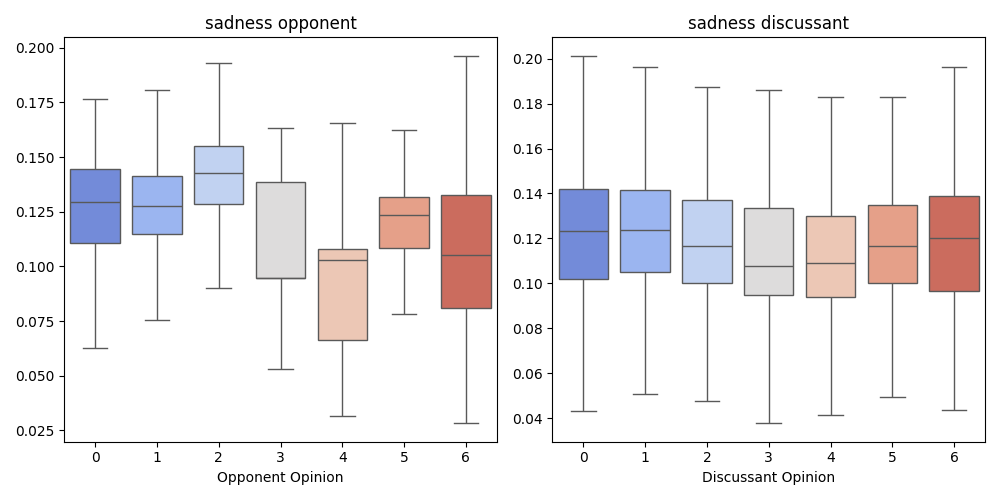 sadness opponent
0.200
0.175
0.150
0.125
0.100
0.075
0.050
0.025
0 1 2 3 4 5 6
Opponent Opinion
sadness discussant
0.20
0.18
0.16
0.14
0.12
0.10
0.08
0.06
0.04
0 1 2 3 4 5 6
Discussant Opinion